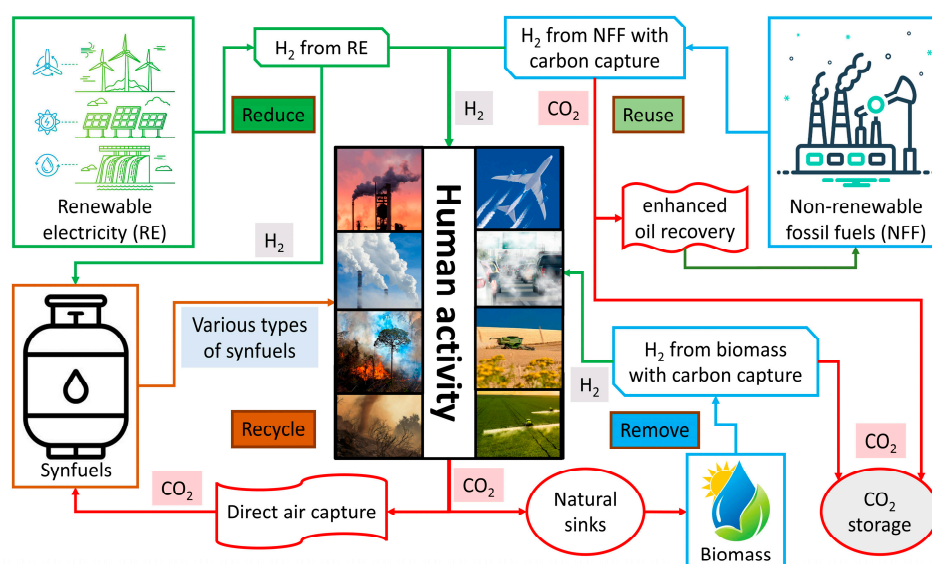 H₂ from RE
H₂ from NFF with
carbon capture
Reduce
H₂
CO₂
Reuse
Renewable
electricity (RE)
H₂
Human activity
enhanced
oil recovery
Non-renewable
fossil fuels (NFF)
Various types
of synfuels
H₂ from biomass
with carbon capture
H₂
Recycle
Remove
CO₂
Synfuels
CO₂
Direct air capture
CO₂
Natural
sinks
Biomass
CO₂
storage